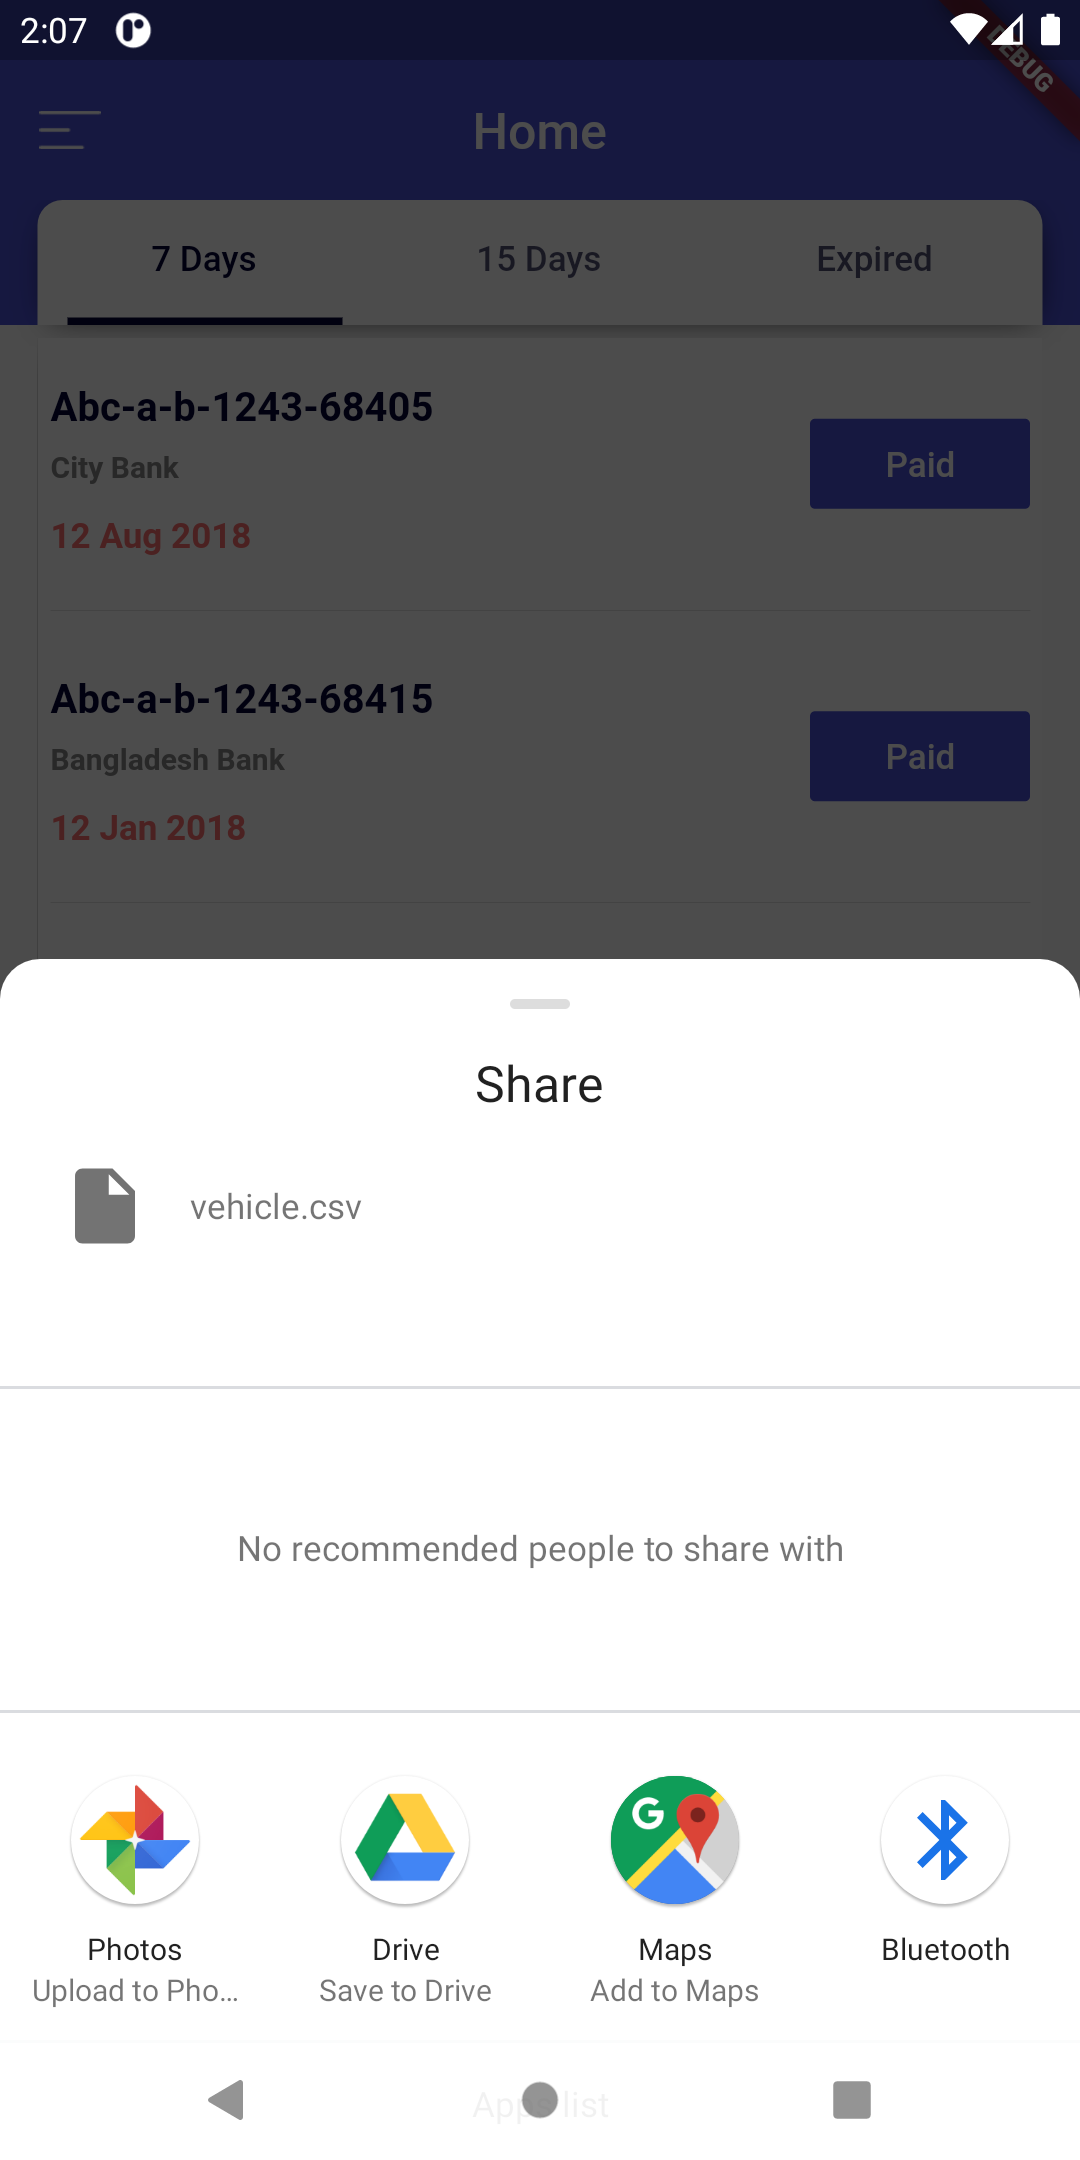 2:07
DEBUG
Home
7 Days
15 Days
Expired
Abc-a-b-1243-68405
City Bank
Paid
12 Aug 2018
Abc-a-b-1243-68415
Bangladesh Bank
Paid
12 Jan 2018
Share
vehicle.csv
No recommended people to share with
Photos
Drive
Maps
Bluetooth
Upload to Pho...
Save to Drive
Add to Maps
Apps list